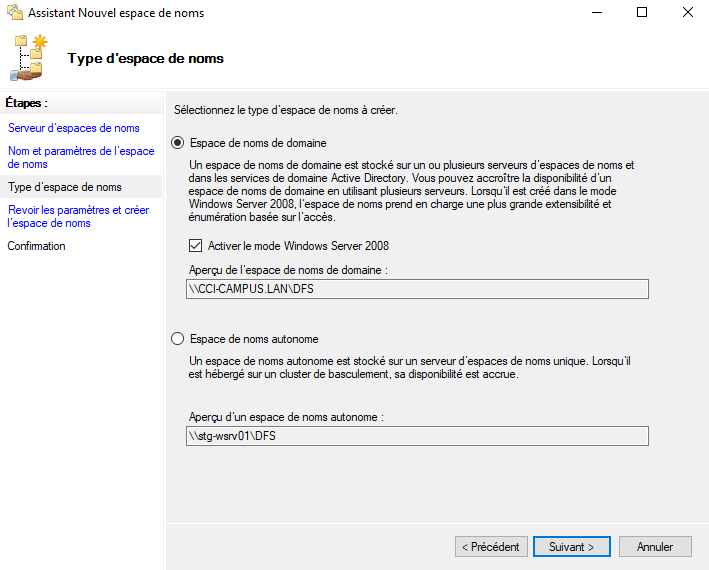 Assistant Nouvel espace de noms
Type d'espace de noms
Étapes :
Serveur d'espaces de noms
Nom et paramètres de l'espace
de noms
Type d'espace de noms
Revoir les paramètres et créer
l'espace de noms
Confirmation
Sélectionnez le type d'espace de noms à créer.
Espace de noms de domaine
Un espace de noms de domaine est stocké sur un ou plusieurs serveurs d'espaces de noms et
dans les services de domaine Active Directory. Vous pouvez accroître la disponibilité d'un
espace de noms de domaine en utilisant plusieurs serveurs. Lorsqu'il est créé dans le mode
Windows Server 2008, l'espace de noms prend en charge une plus grande extensibilité et
énumération basée sur l'accès.
Activer le mode Windows Server 2008
Aperçu de l'espace de noms de domaine :
\\CCI-CAMPUS.LAN\DFS
Espace de noms autonome
Un espace de noms autonome est stocké sur un serveur d'espaces de noms unique. Lorsqu'il
est hébergé sur un cluster de basculement, sa disponibilité est accrue.
Aperçu d'un espace de noms autonome :
\\stg-wsrv01\DFS
< Précédent
Suivant >
Annuler